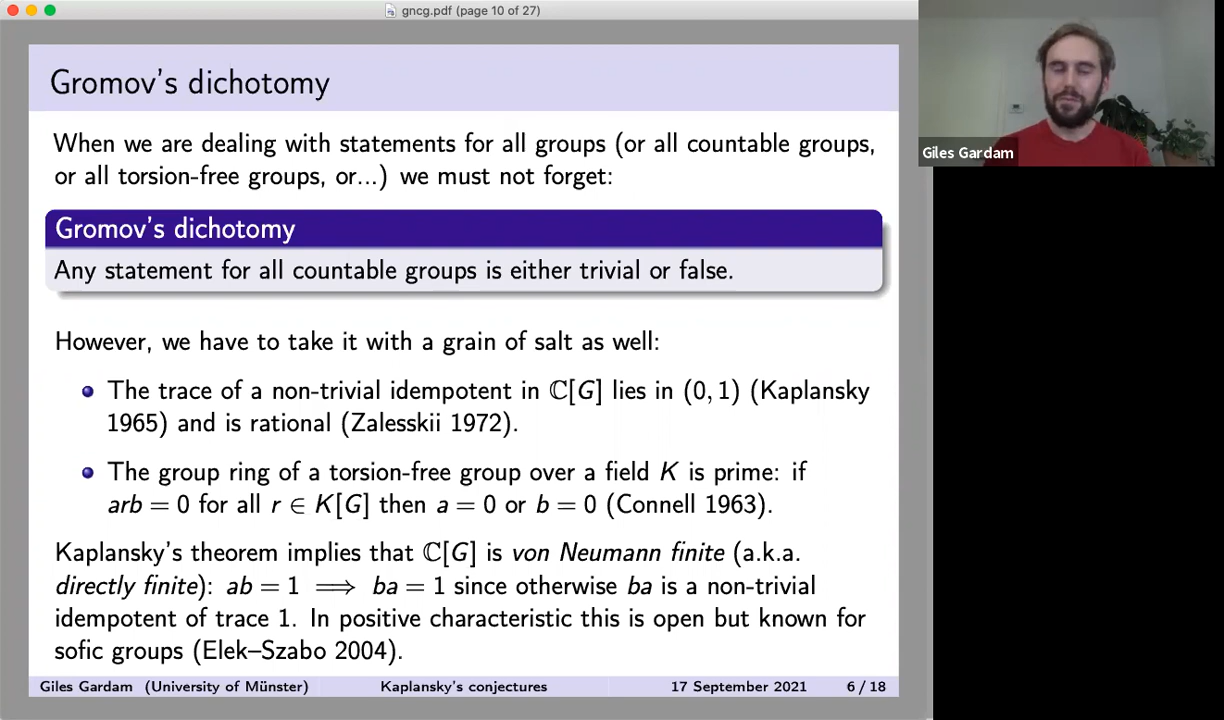 gncg.pdf (page 10 of 27)
Gromov's dichotomy
When we are dealing with statements for all groups (or all countable groups,
or all torsion-free groups, or...) we must not forget:
Gromov's dichotomy
Any statement for all countable groups is either trivial or false.
However, we have to take it with a grain of salt as well:
The trace of a non-trivial idempotent in ℂ[G] lies in (0, 1) (Kaplansky
1965) and is rational (Zalesskii 1972).
The group ring of a torsion-free group over a field K is prime: if
arb = 0 for all r ∈ K[G] then a = 0 or b = 0 (Connell 1963).
Kaplansky's theorem implies that ℂ[G] is von Neumann finite (a.k.a.
directly finite): ab = 1 ⟹ ba = 1 since otherwise ba is a non-trivial
idempotent of trace 1. In positive characteristic this is open but known for
sofic groups (Elek–Szabo 2004).
Giles Gardam (University of Münster) Kaplansky's conjectures 17 September 2021 6 / 18
Giles Gardam